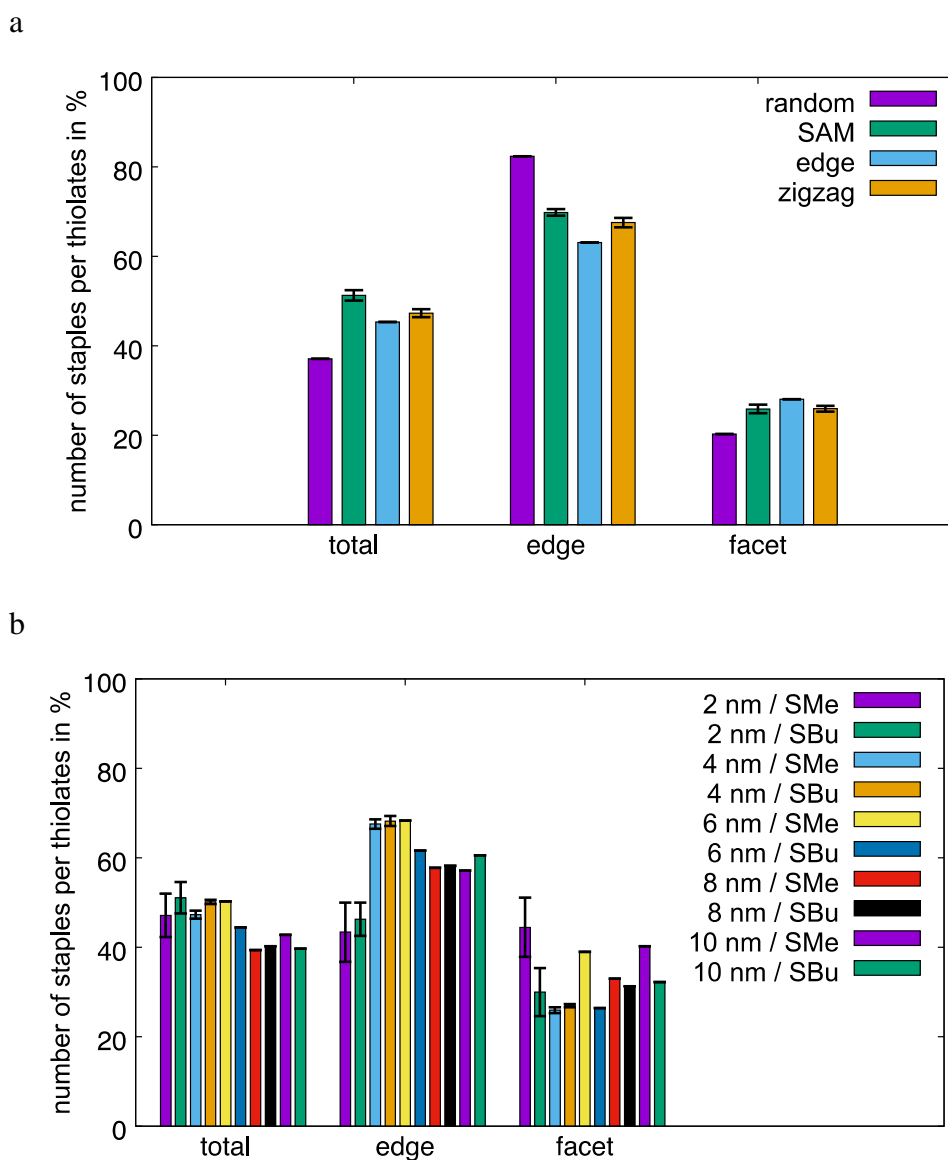 a
number of staples per thiolates in %
100
80
60
40
20
0
random
SAM
edge
zigzag
total edge facet
b
number of staples per thiolates in %
100
80
60
40
20
0
2 nm / SMe
2 nm / SBu
4 nm / SMe
4 nm / SBu
6 nm / SMe
6 nm / SBu
8 nm / SMe
8 nm / SBu
10 nm / SMe
10 nm / SBu
total edge facet